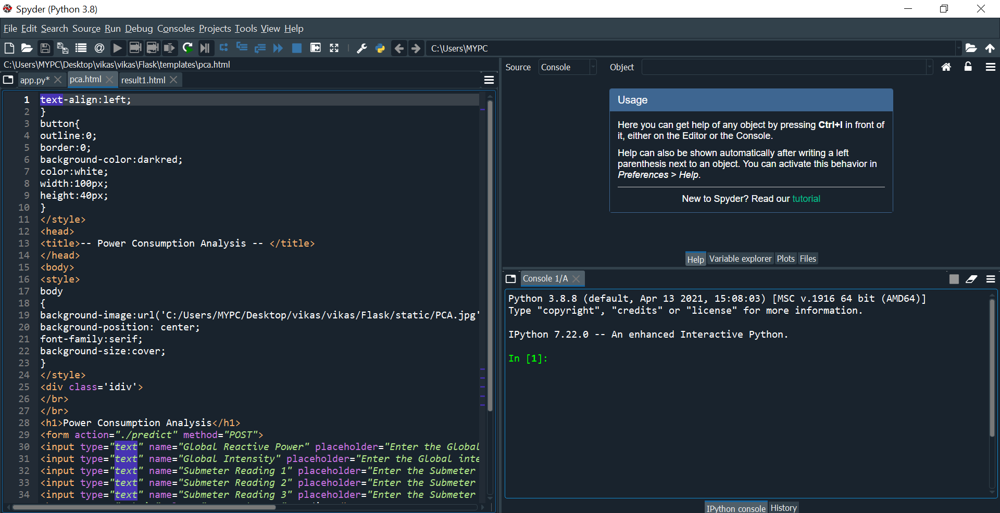 Spyder (Python 3.8)
File Edit Search Source Run Debug Consoles Projects Tools View Help
C:\Users\MYPC
C:\Users\MYPC\Desktop\vikas\vikas\Flask\templates\pca.html
app.py* pca.html result1.html
1 text-align:left;
2 }
3 button{
4 outline:0;
5 border:0;
6 background-color:darkred;
7 color:white;
8 width:100px;
9 height:40px;
10 }
11 </style>
12 <head>
13 <title>-- Power Consumption Analysis -- </title>
14 </head>
15 <body>
16 <style>
17 body
18 {
19 background-image:url('C:/Users/MYPC/Desktop/vikas/vikas/Flask/static/PCA.jpg'
20 background-position: center;
21 font-family:serif;
22 background-size:cover;
23 }
24 </style>
25 <div class='idiv'>
26 </br>
27 </br>
28 <h1>Power Consumption Analysis</h1>
29 <form action="./predict" method="POST">
30 <input type="text" name="Global Reactive Power" placeholder="Enter the Global
31 <input type="text" name="Global Intensity" placeholder="Enter the Global inte
32 <input type="text" name="Submeter Reading 1" placeholder="Enter the Submeter
33 <input type="text" name="Submeter Reading 2" placeholder="Enter the Submeter
34 <input type="text" name="Submeter Reading 3" placeholder="Enter the Submeter
Source Console Object
Usage
Here you can get help of any object by pressing Ctrl+I in front of
it, either on the Editor or the Console.
Help can also be shown automatically after writing a left
parenthesis next to an object. You can activate this behavior in
Preferences > Help.
New to Spyder? Read our tutorial
Help Variable explorer Plots Files
Console 1/A
Python 3.8.8 (default, Apr 13 2021, 15:08:03) [MSC v.1916 64 bit (AMD64)]
Type "copyright", "credits" or "license" for more information.
IPython 7.22.0 -- An enhanced Interactive Python.
In [1]:
IPython console History